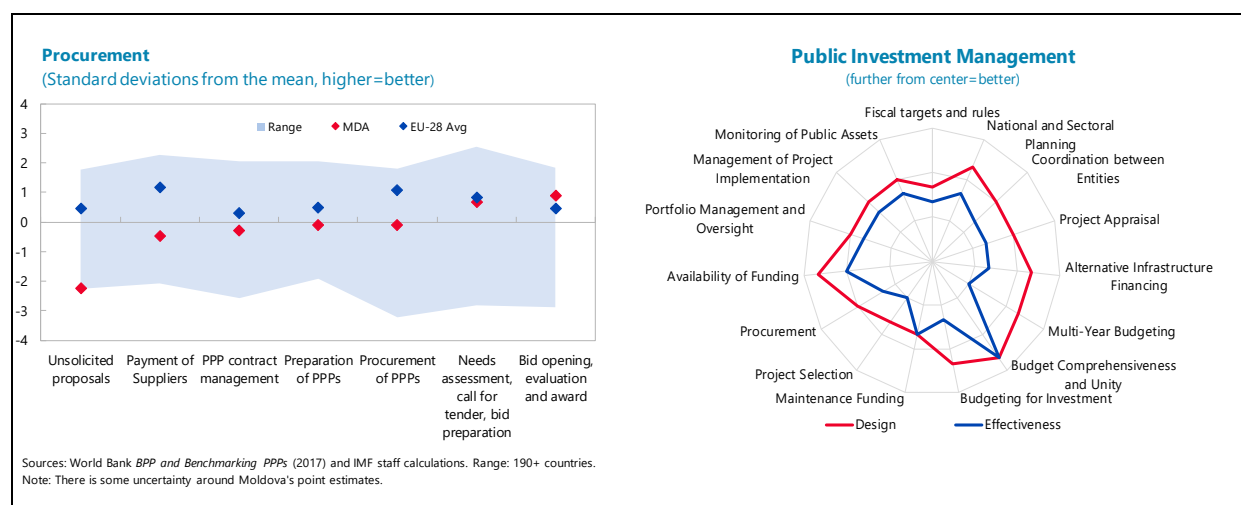 Procurement
(Standard deviations from the mean, higher=better)
4
3
2
1
0
-1
-2
-3
-4
Range
MDA
EU-28 Avg
Unsolicited
proposals
Payment of
Suppliers
PPP contract
management
Preparation
of PPPs
Procurement
of PPPs
Needs
assessment,
call for
tender, bid
preparation
Bid opening,
evaluation
and award
Sources: World Bank BPP and Benchmarking PPPs (2017) and IMF staff calculations. Range: 190+ countries.
Note: There is some uncertainty around Moldova's point estimates.
Public Investment Management
(further from center=better)
Fiscal targets and rules
National and Sectoral
Planning
Coordination between
Entities
Project Appraisal
Alternative Infrastructure
Financing
Multi-Year Budgeting
Budget Comprehensiveness
and Unity
Budgeting for Investment
Maintenance Funding
Project Selection
Procurement
Availability of Funding
Portfolio Management and
Oversight
Management of Project
Implementation
Monitoring of Public Assets
Design
Effectiveness